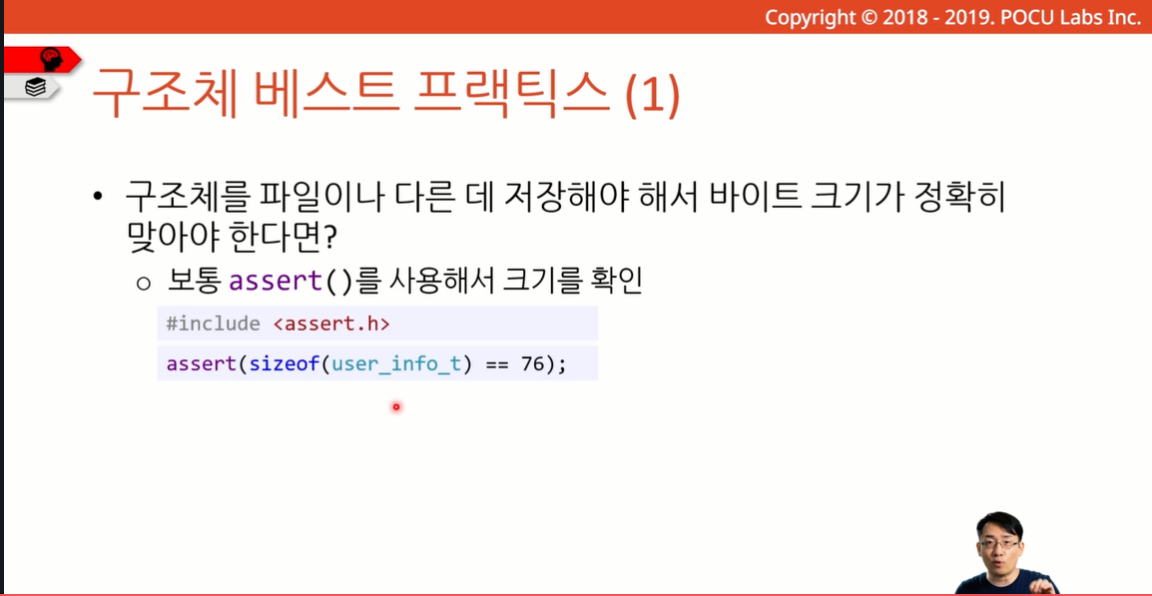 Copyright © 2018 - 2019. POCU Labs Inc.
구조체 베스트 프랙틱스 (1)
• 구조체를 파일이나 다른 데 저장해야 해서 바이트 크기가 정확히
맞아야 한다면?
o 보통 assert()를 사용해서 크기를 확인
#include <assert.h>
assert(sizeof(user_info_t) == 76);